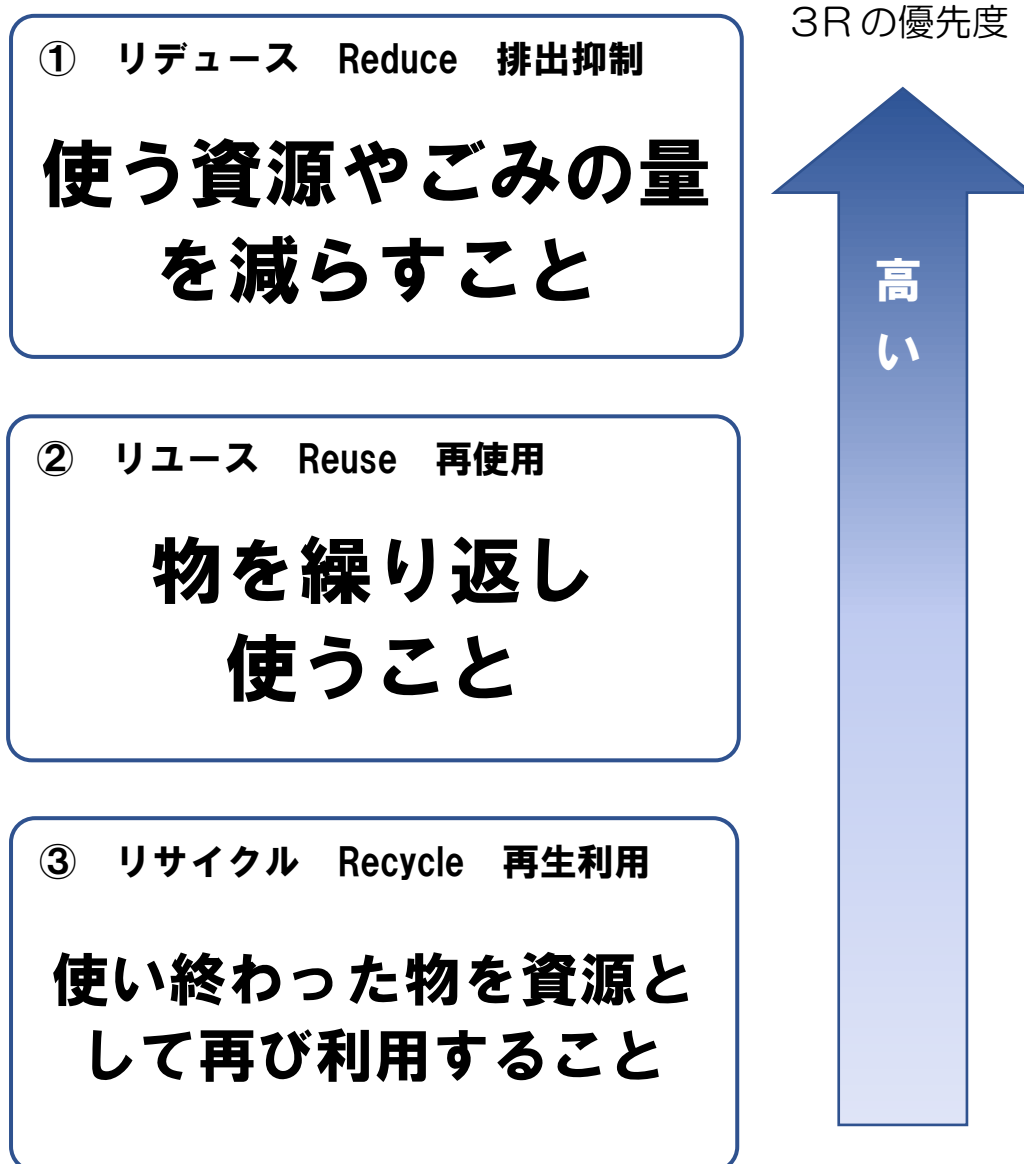 3Rの優先度
① リデュース Reduce 排出抑制
使う資源やごみの量
を減らすこと
高
い
② リユース Reuse 再使用
物を繰り返し
使うこと
③ リサイクル Recycle 再生利用
使い終わった物を資源と
して再び利用すること